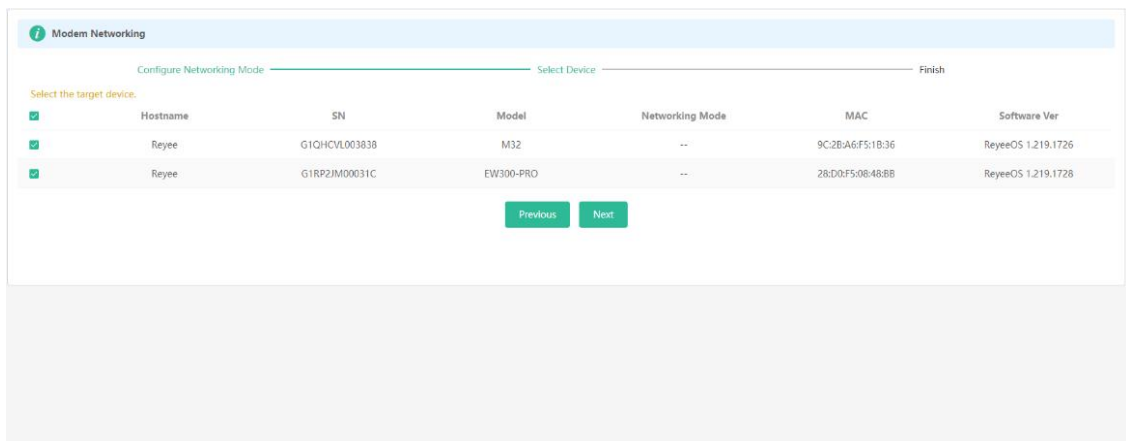 Modem Networking
Configure Networking Mode Select Device Finish
Select the target device.
Hostname SN Model Networking Mode MAC Software Ver
Reyee G1QHCVL003838 M32 -- 9C:2B:A6:F5:1B:36 ReyeeOS 1.219.1726
Reyee G1RP2JM00031C EW300-PRO -- 28:D0:F5:08:48:BB ReyeeOS 1.219.1728
Previous Next